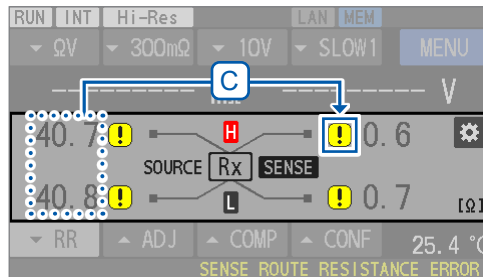 RUN INT Hi-Res LAN MEM
ΩV 300mΩ 10V SLOW1 MENU
C V
40.7 ! H ! 0.6
SOURCE Rx SENSE
40.8 ! L ! 0.7 [Ω]
RR ADJ COMP CONF 25.4 °C
SENSE ROUTE RESISTANCE ERROR